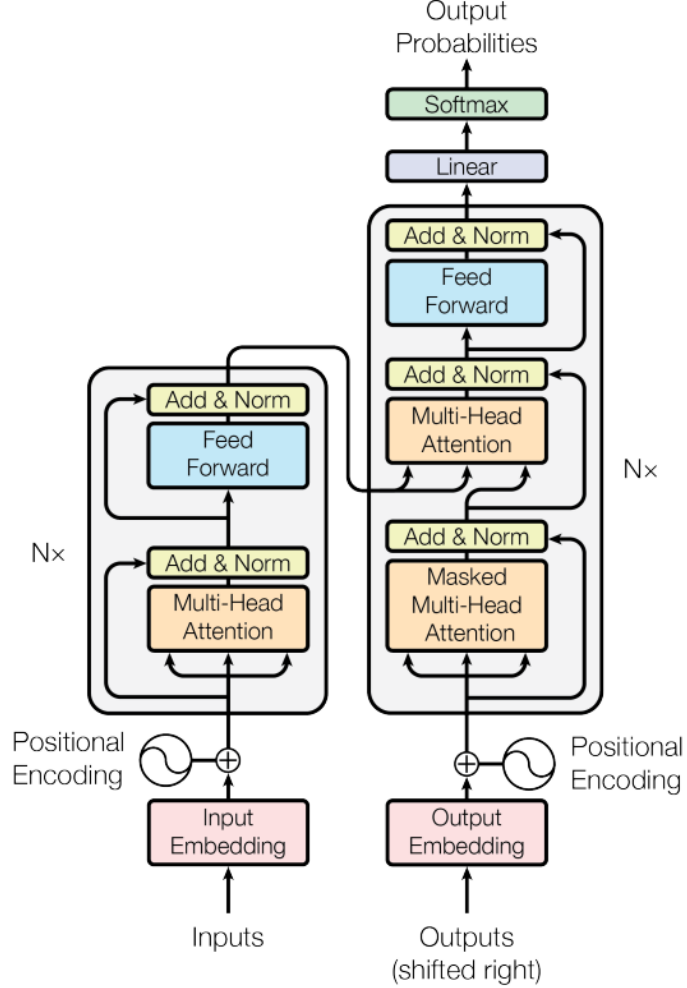 Output
Probabilities
Softmax
Linear
Add & Norm
Feed
Forward
Add & Norm
Multi-Head
Attention
Add & Norm
Masked
Multi-Head
Attention
Nx
Add & Norm
Feed
Forward
Add & Norm
Multi-Head
Attention
N×
Positional
Encoding
Positional
Encoding
Input
Embedding
Output
Embedding
Inputs
Outputs
(shifted right)